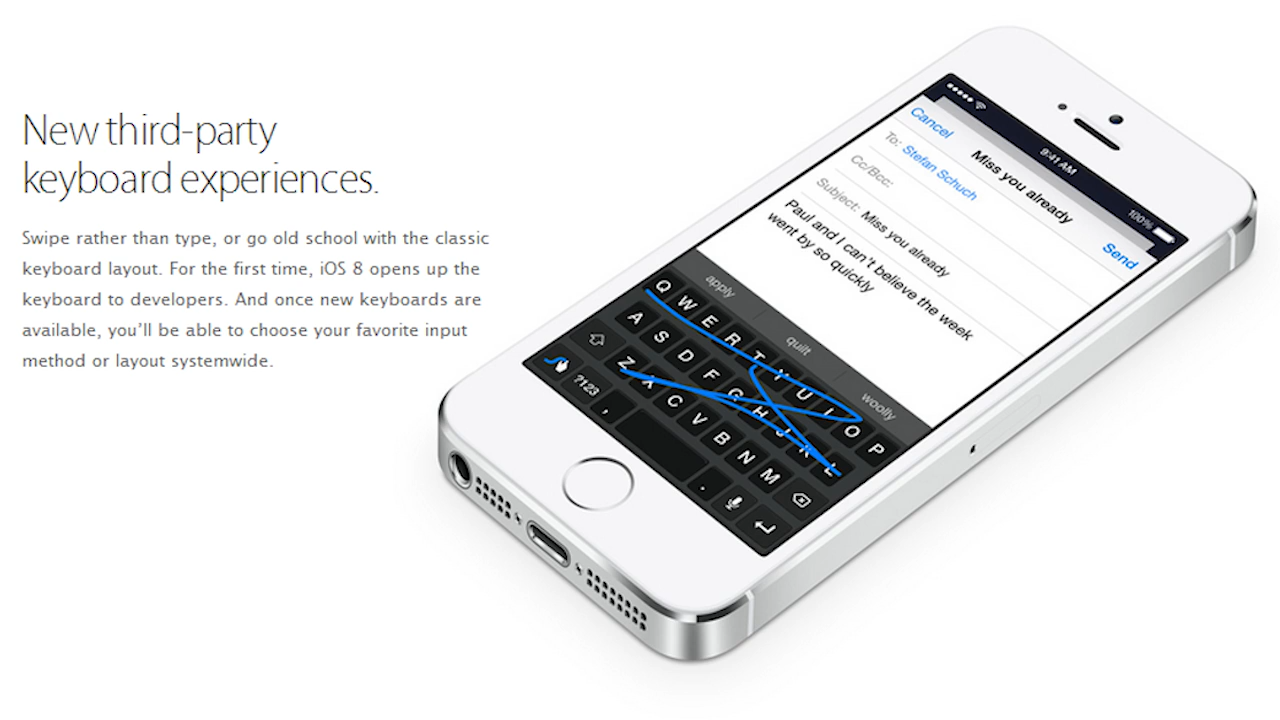 New third-party
keyboard experiences.
Swipe rather than type, or go old school with the classic
keyboard layout. For the first time, iOS 8 opens up the
keyboard to developers. And once new keyboards are
available, you’ll be able to choose your favorite input
method or layout systemwide.
9:41 AM
100%
Cancel
Miss you already
Send
To: Stefan Schuch
Cc/Bcc:
Subject: Miss you already
Paul and I can’t believe the week
went by so quickly
apply
quilt
woolly
Q W E R T Y U I O P
A S D F G H J K L
Z X C V B N M
?123 , .